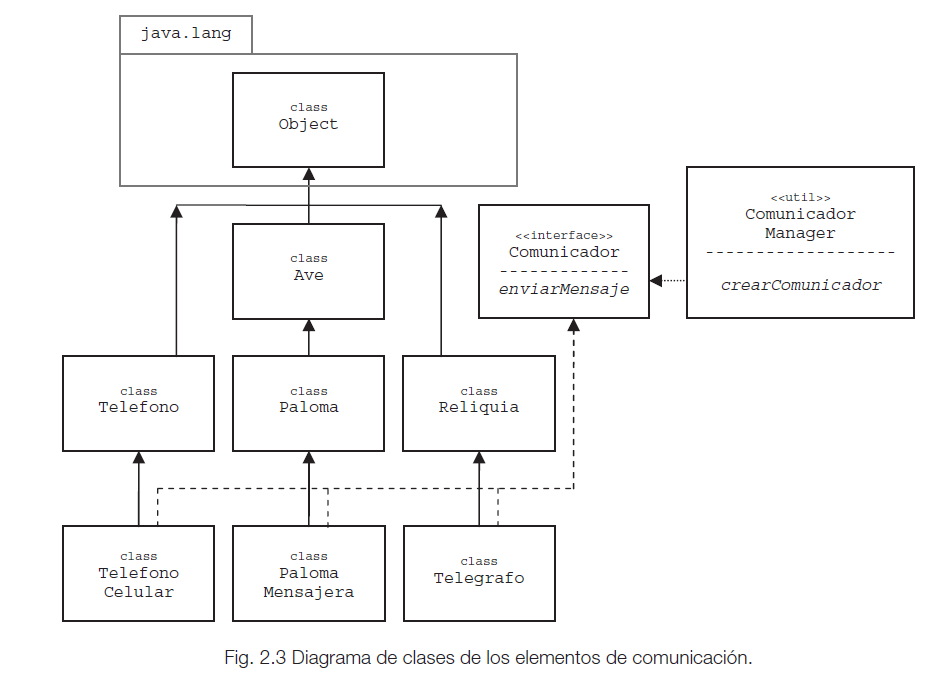 java.lang
class
Object
class
Ave
<<interface>>
Comunicador
-------------
enviarMensaje
<<util>>
Comunicador
Manager
-------------------
crearComunicador
class
Telefono
class
Paloma
class
Reliquia
class
Telefono
Celular
class
Paloma
Mensajera
class
Telegrafo
Fig. 2.3 Diagrama de clases de los elementos de comunicación.